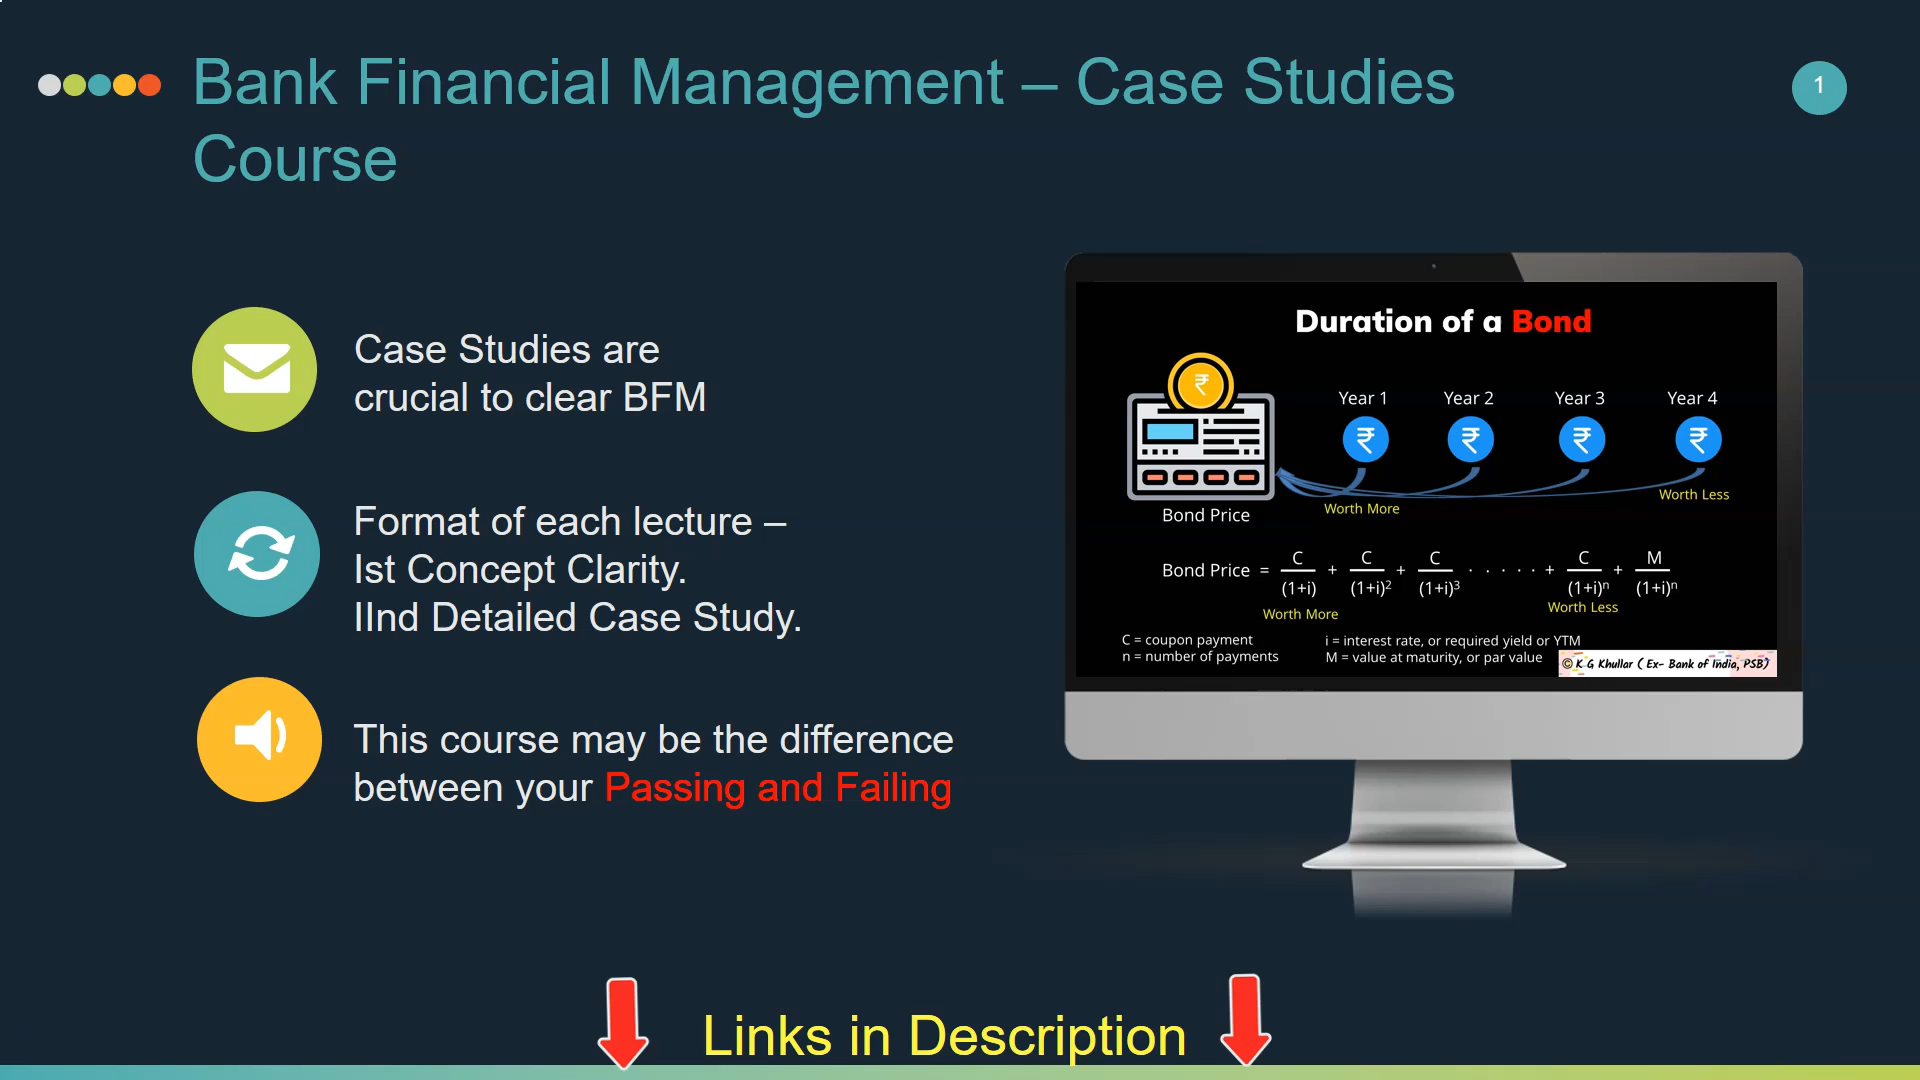 Bank Financial Management – Case Studies
Course
1
Case Studies are
crucial to clear BFM
Format of each lecture –
Ist Concept Clarity.
IInd Detailed Case Study.
This course may be the difference
between your Passing and Failing
Duration of a Bond
₹
Year 1 Year 2 Year 3 Year 4
₹ ₹ ₹ ₹
Worth More Worth Less
Bond Price
Bond Price = C/(1+i) + C/(1+i)² + C/(1+i)³ · · · · · + C/(1+i)ⁿ + M/(1+i)ⁿ
Worth More Worth Less
C = coupon payment i = interest rate, or required yield or YTM
n = number of payments M = value at maturity, or par value
© K G Khullar ( Ex- Bank of India, PSB)
Links in Description